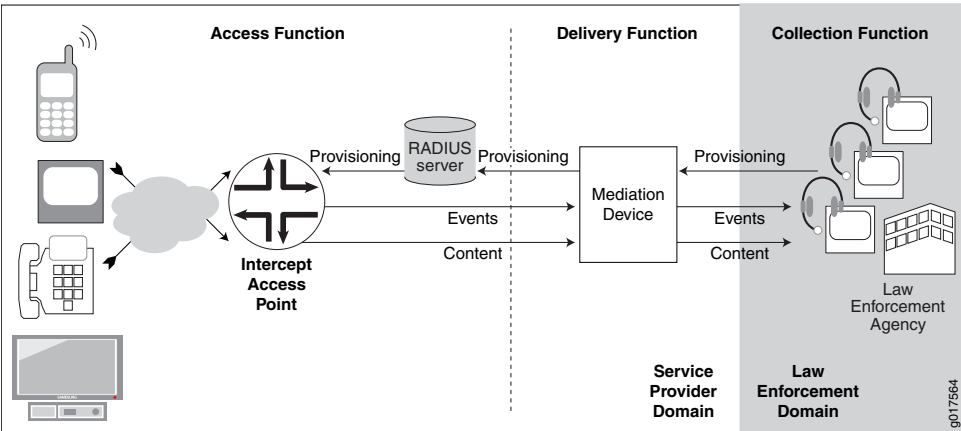 Access Function
Delivery Function
Collection Function
RADIUS
server
Provisioning
Provisioning
Provisioning
Mediation
Device
Events
Events
Content
Content
Intercept
Access
Point
Law
Enforcement
Agency
SAMSUNG
Service
Provider
Domain
Law
Enforcement
Domain
g017564